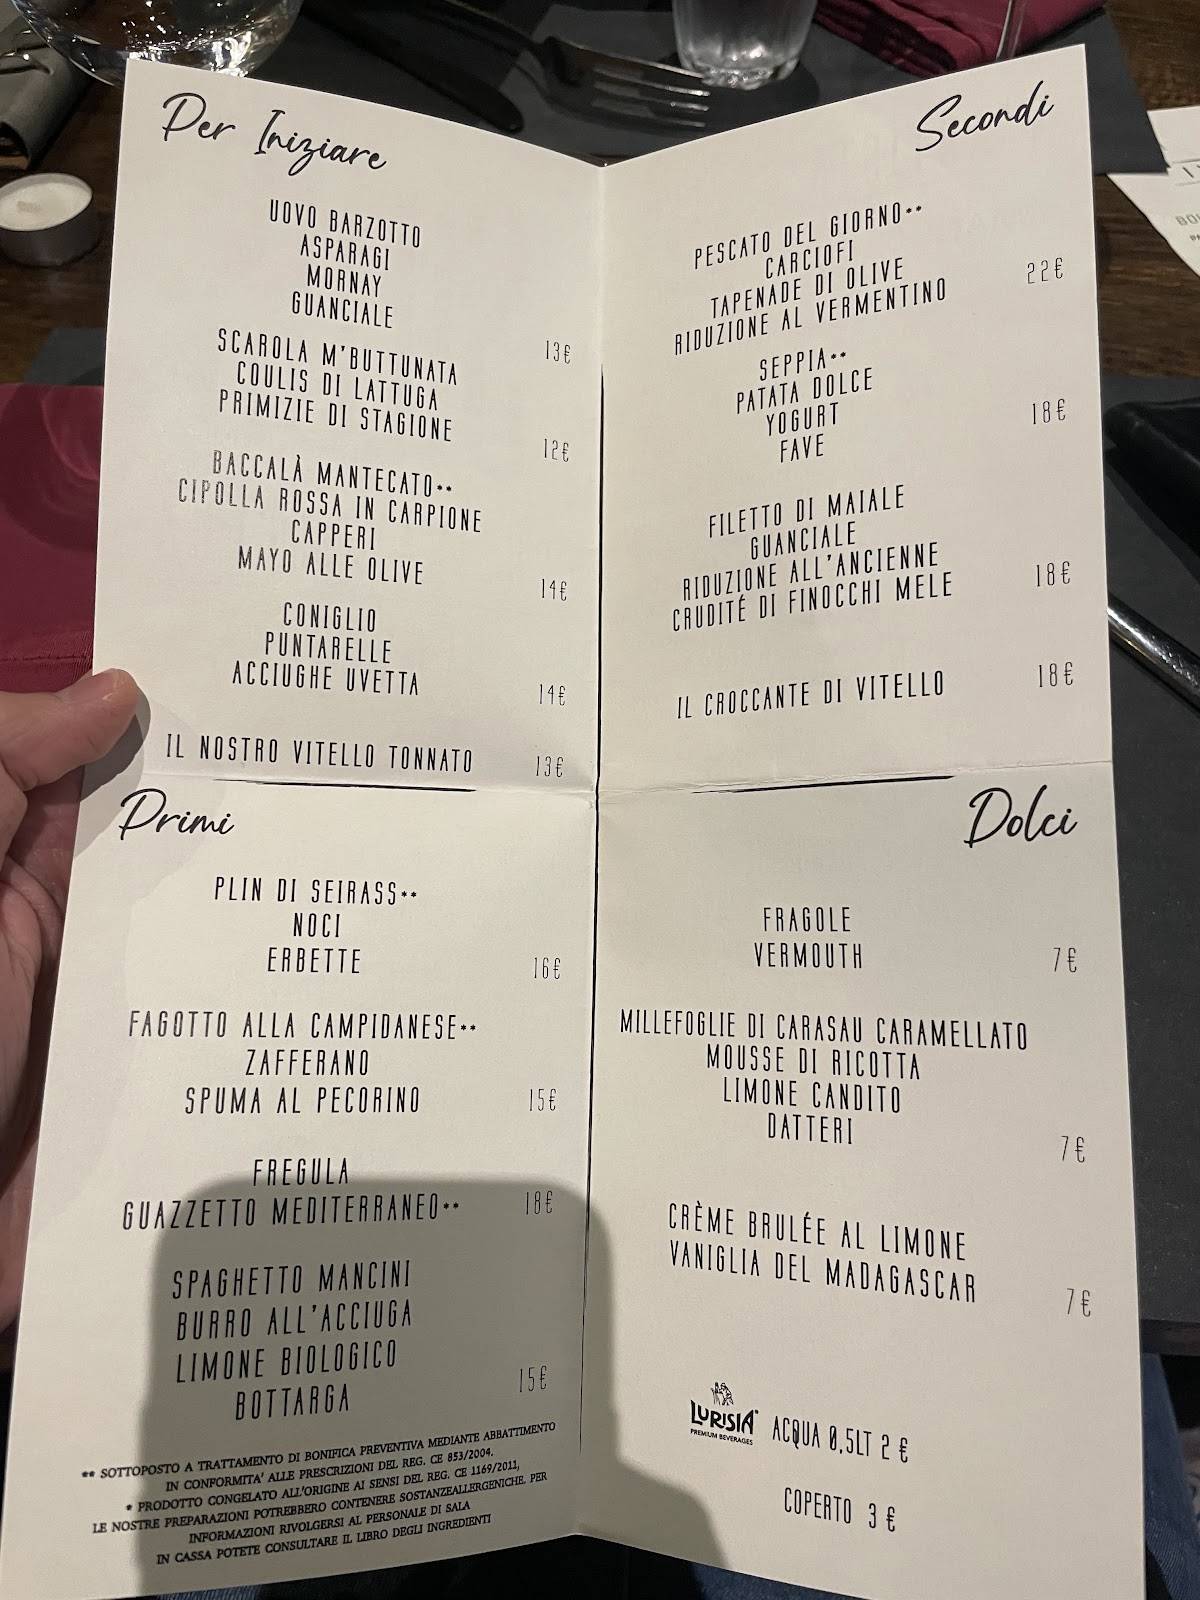 Per Iniziare
UOVO BARZOTTO
ASPARAGI
MORNAY
GUANCIALE
13€
SCAROLA M'BUTTUNATA
COULIS DI LATTUGA
PRIMIZIE DI STAGIONE
12€
BACCALÀ MANTECATO**
CIPOLLA ROSSA IN CARPIONE
CAPPERI
MAYO ALLE OLIVE
14€
CONIGLIO
PUNTARELLE
ACCIUGHE UVETTA
14€
IL NOSTRO VITELLO TONNATO 13€
Primi
PLIN DI SEIRASS**
NOCI
ERBETTE 16€
FAGOTTO ALLA CAMPIDANESE**
ZAFFERANO
SPUMA AL PECORINO 15€
FREGULA
GUAZZETTO MEDITERRANEO** 18€
SPAGHETTO MANCINI
BURRO ALL'ACCIUGA
LIMONE BIOLOGICO
BOTTARGA 15€
** SOTTOPOSTO A TRATTAMENTO DI BONIFICA PREVENTIVA MEDIANTE ABBATTIMENTO
IN CONFORMITA' ALLE PRESCRIZIONI DEL REG. CE 853/2004.
* PRODOTTO CONGELATO ALL'ORIGINE AI SENSI DEL REG. CE 1169/2011,
LE NOSTRE PREPARAZIONI POTREBBERO CONTENERE SOSTANZEALLERGENICHE. PER
INFORMAZIONI RIVOLGERSI AL PERSONALE DI SALA
IN CASSA POTETE CONSULTARE IL LIBRO DEGLI INGREDIENTI
Secondi
PESCATO DEL GIORNO**
CARCIOFI
TAPENADE DI OLIVE 22€
RIDUZIONE AL VERMENTINO
SEPPIA**
PATATA DOLCE
YOGURT 18€
FAVE
FILETTO DI MAIALE
GUANCIALE
RIDUZIONE ALL'ANCIENNE 18€
CRUDITÉ DI FINOCCHI MELE
IL CROCCANTE DI VITELLO 18€
Dolci
FRAGOLE
VERMOUTH 7€
MILLEFOGLIE DI CARASAU CARAMELLATO
MOUSSE DI RICOTTA
LIMONE CANDITO
DATTERI 7€
CRÈME BRULÉE AL LIMONE
VANIGLIA DEL MADAGASCAR 7€
LURISIA
PREMIUM BEVERAGES
ACQUA 0,5LT 2 €
COPERTO 3 €